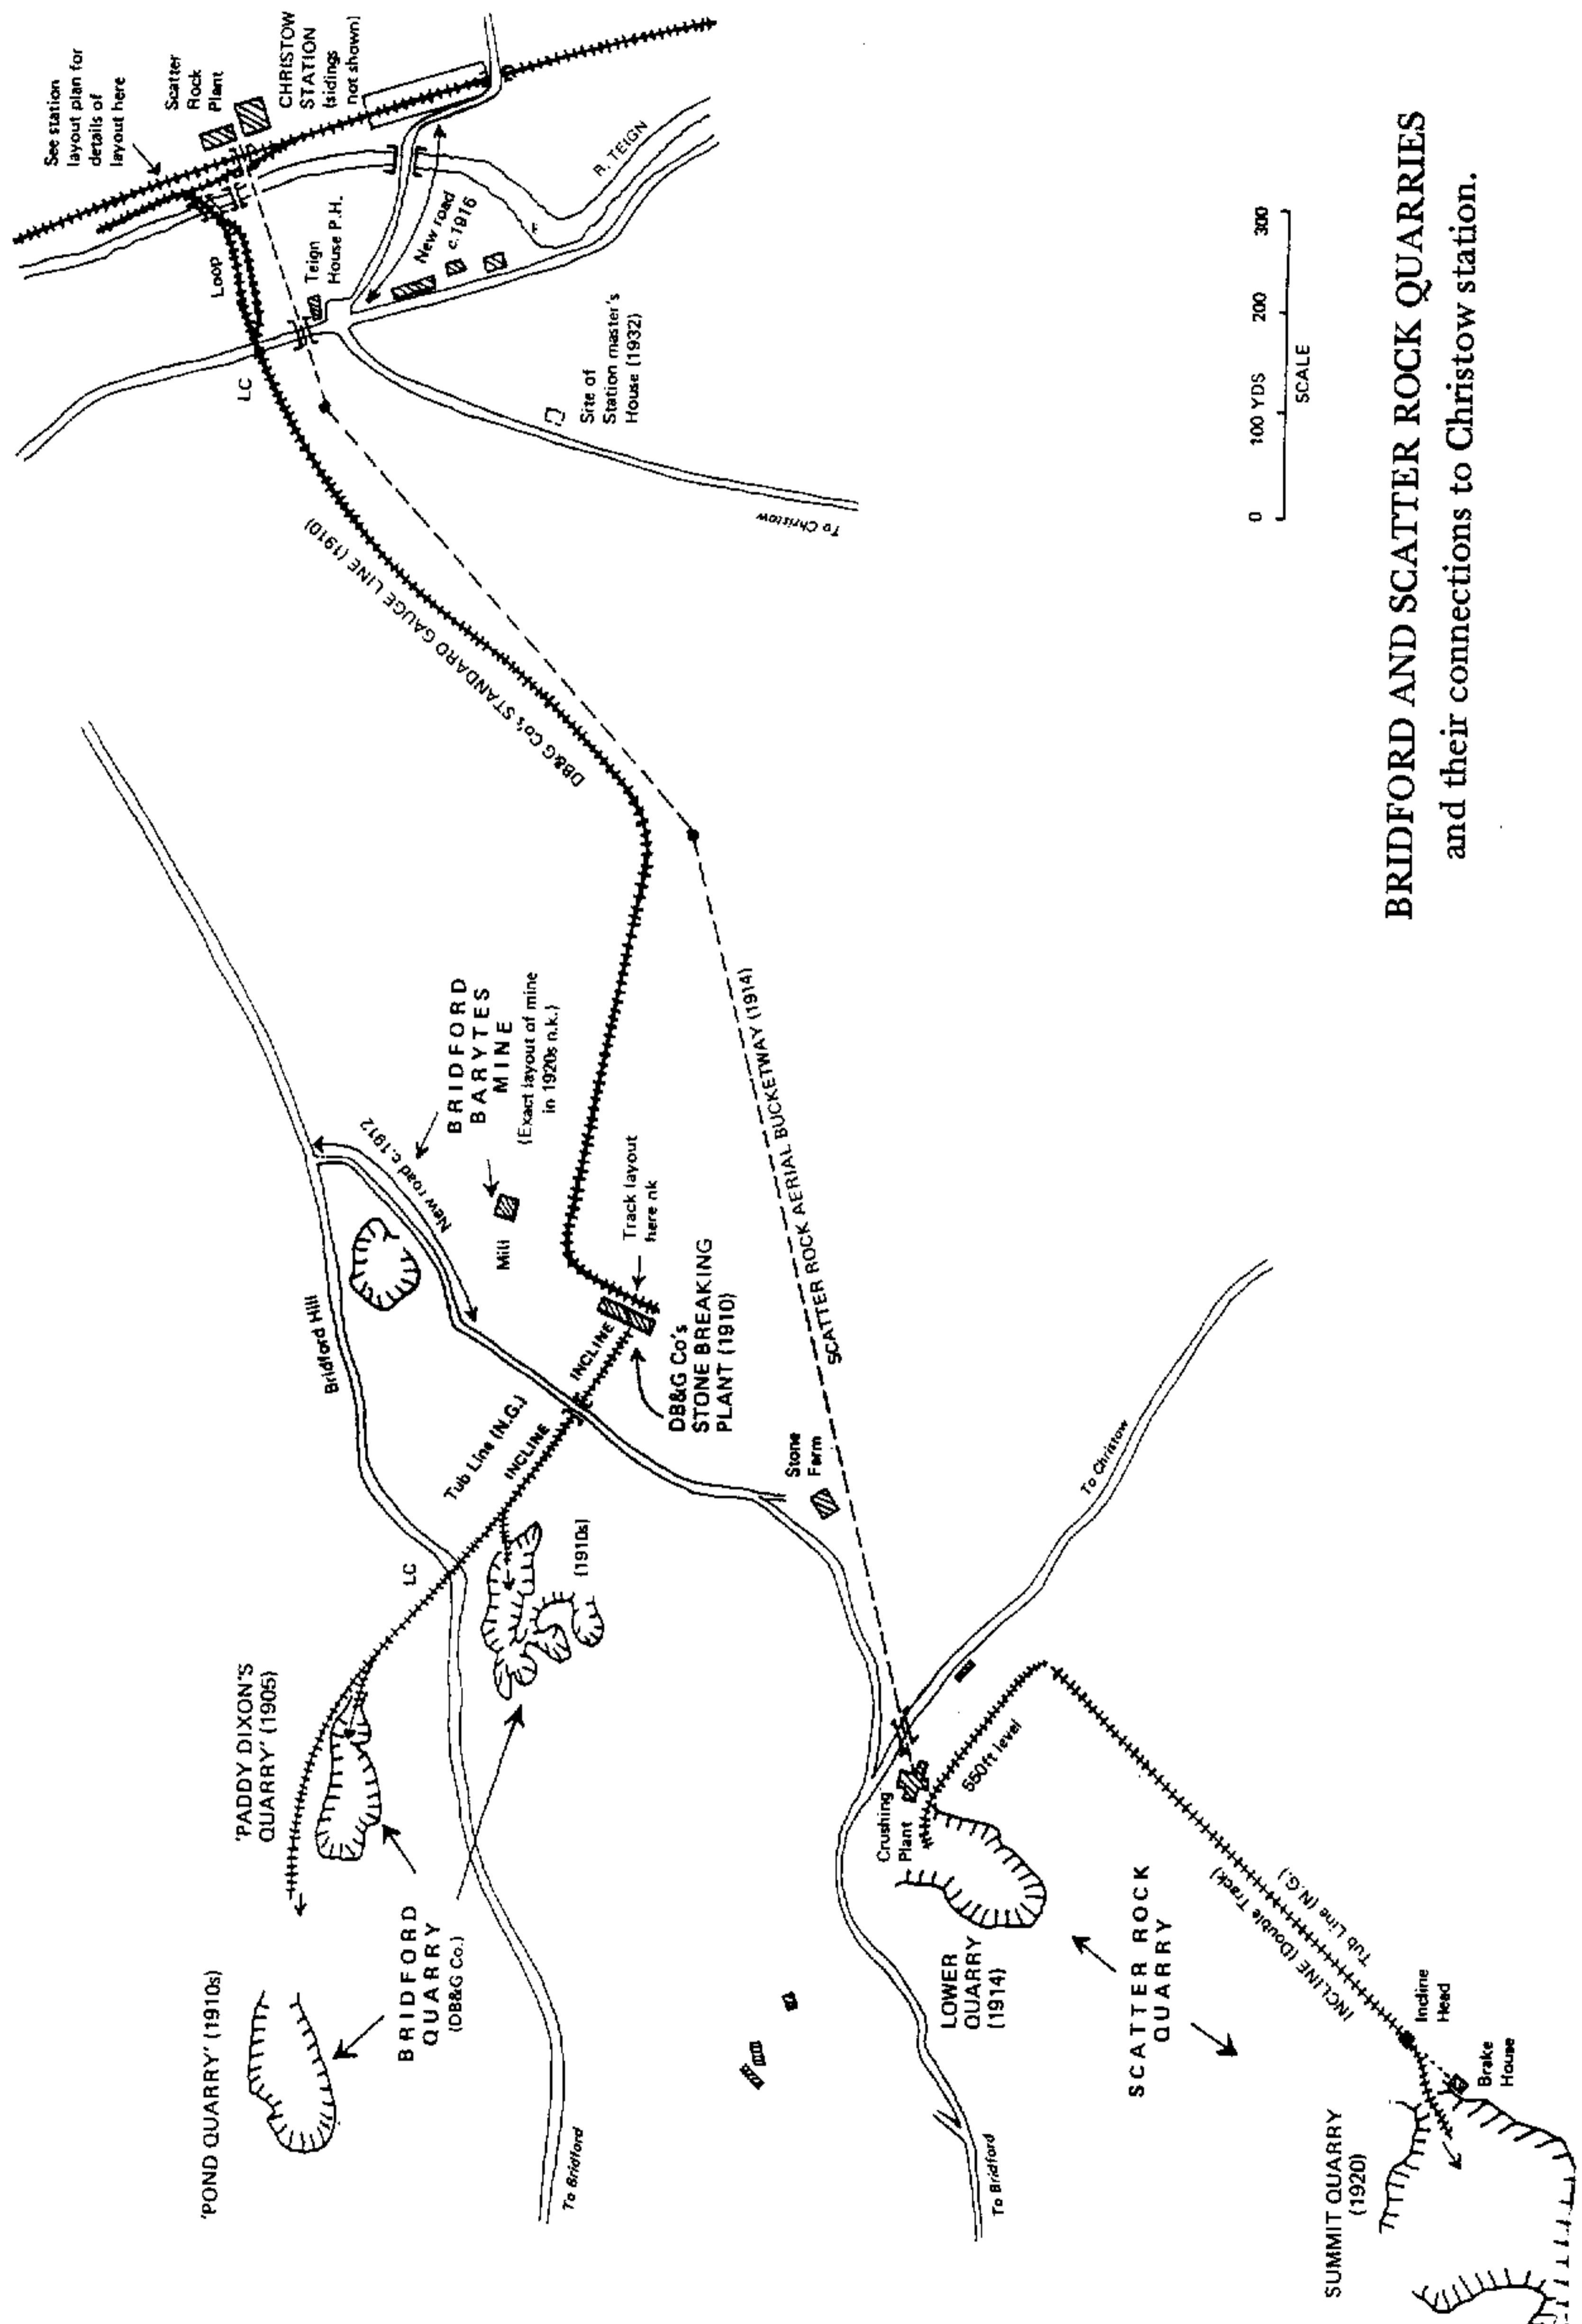 BRIDFORD AND SCATTER ROCK QUARRIES
and their connections to Christow station.
0
100 YDS
200
300
SCALE
'POND QUARRY' (1910s)
'PADDY DIXON'S
QUARRY' (1905)
BRIDFORD
QUARRY
(DB&G Co.)
To Bridford
LC
(1910s)
Tub Line (N.G.)
INCLINE
INCLINE
Bridford Hill
New road c.1912
Mill
BRIDFORD
BARYTES
MINE
(Exact layout of mine
in 1920s n.k.)
Track layout
here nk
DB&G Co's
STONE BREAKING
PLANT (1910)
Stone
Farm
SCATTER ROCK AERIAL BUCKETWAY (1914)
DB&G Co's STANDARD GAUGE LINE (1910)
To Christow
Crushing
Plant
550ft level
LOWER
QUARRY
(1914)
SCATTER ROCK
QUARRY
To Bridford
INCLINE (Double Track)
Tub Line (N.G.)
Incline
Head
Brake
House
SUMMIT QUARRY
(1920)
See station
layout plan for
details of
layout here
Scatter
Rock
Plant
CHRISTOW
STATION
(sidings
not shown)
Loop
LC
Teign
House P.H.
New road
c.1916
R. TEIGN
Site of
Station master's
House (1932)
To Christow